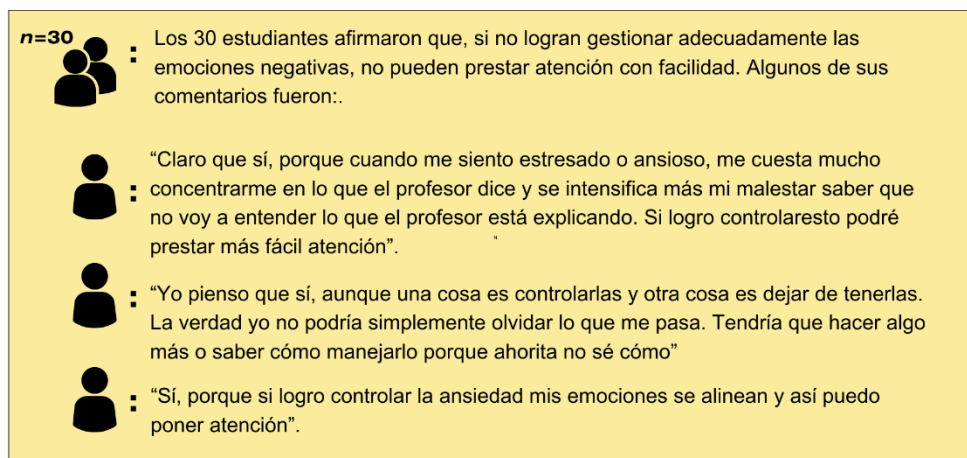 n=30
: Los 30 estudiantes afirmaron que, si no logran gestionar adecuadamente las
emociones negativas, no pueden prestar atención con facilidad. Algunos de sus
comentarios fueron:.
“Claro que sí, porque cuando me siento estresado o ansioso, me cuesta mucho
: concentrarme en lo que el profesor dice y se intensifica más mi malestar saber que
no voy a entender lo que el profesor está explicando. Si logro controlaresto podré
prestar más fácil atención”.
: “Yo pienso que sí, aunque una cosa es controlarlas y otra cosa es dejar de tenerlas.
La verdad yo no podría simplemente olvidar lo que me pasa. Tendría que hacer algo
más o saber cómo manejarlo porque ahorita no sé cómo”
: “Sí, porque si logro controlar la ansiedad mis emociones se alinean y así puedo
poner atención”.